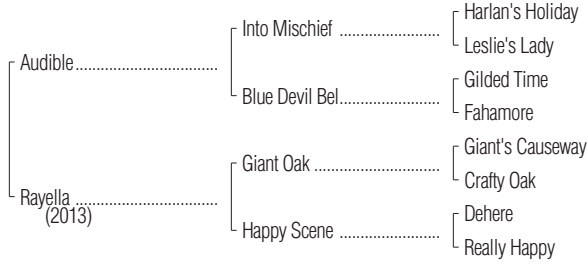 Harlan's Holiday
Into Mischief ........................
Leslie's Lady
Audible .................................
Gilded Time
Blue Devil Bel........................
Fahamore
Giant's Causeway
Giant Oak ..............................
Crafty Oak
Rayella ..................................
(2013)
Dehere
Happy Scene ........................
Really Happy